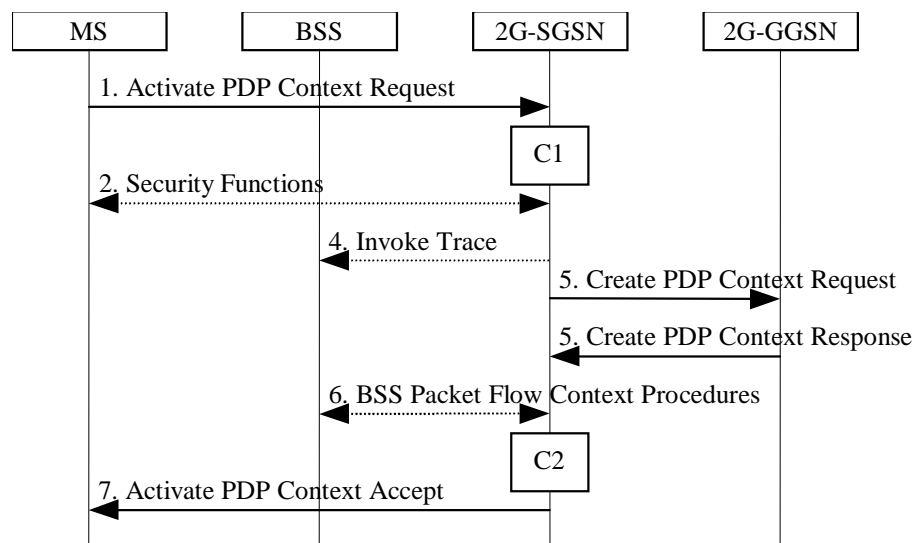 MS
BSS
2G-SGSN
2G-GGSN
1. Activate PDP Context Request
C1
2. Security Functions
4. Invoke Trace
5. Create PDP Context Request
5. Create PDP Context Response
6. BSS Packet Flow Context Procedures
C2
7. Activate PDP Context Accept